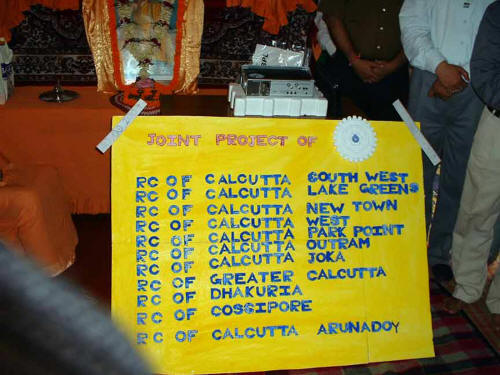 JOINT PROJECT OF
RC OF CALCUTTA SOUTH WEST
RC OF CALCUTTA LAKE GREENS
RC OF CALCUTTA NEW TOWN
RC OF CALCUTTA WEST
RC OF CALCUTTA PARK POINT
RC OF CALCUTTA OUTRAM
RC OF CALCUTTA JOKA
RC OF GREATER CALCUTTA
RC OF DHAKURIA
RC OF COSSIPORE
RC OF CALCUTTA ARUNADOY